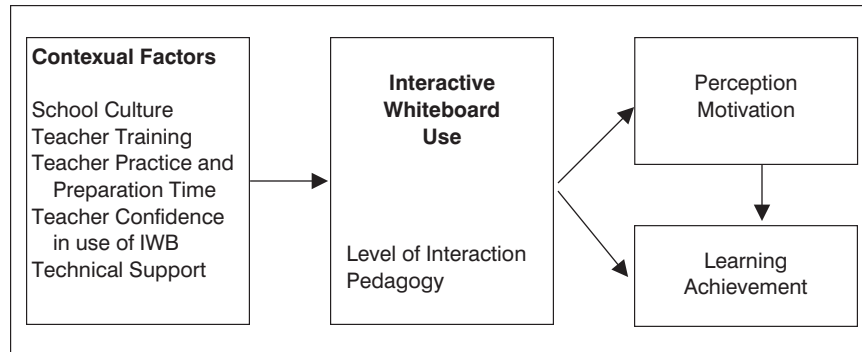 Contexual Factors
School Culture
Teacher Training
Teacher Practice and
Preparation Time
Teacher Confidence
in use of IWB
Technical Support
Interactive
Whiteboard
Use
Level of Interaction
Pedagogy
Perception
Motivation
Learning
Achievement